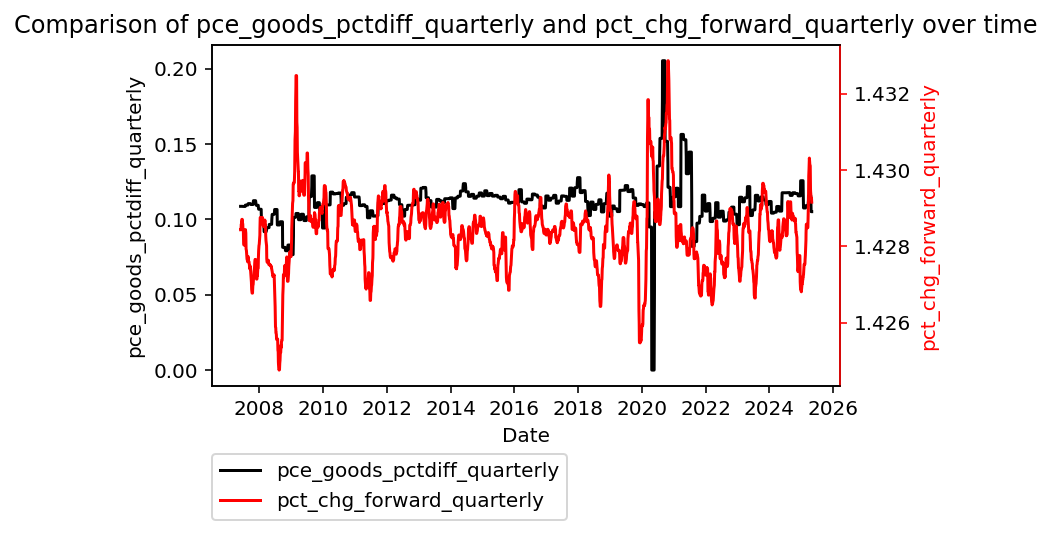 Comparison of pce_goods_pctdiff_quarterly and pct_chg_forward_quarterly over time
pce_goods_pctdiff_quarterly
0.20
0.15
0.10
0.05
0.00
1.432
1.430
1.428
1.426
pct_chg_forward_quarterly
2008 2010 2012 2014 2016 2018 2020 2022 2024 2026
Date
pce_goods_pctdiff_quarterly
pct_chg_forward_quarterly